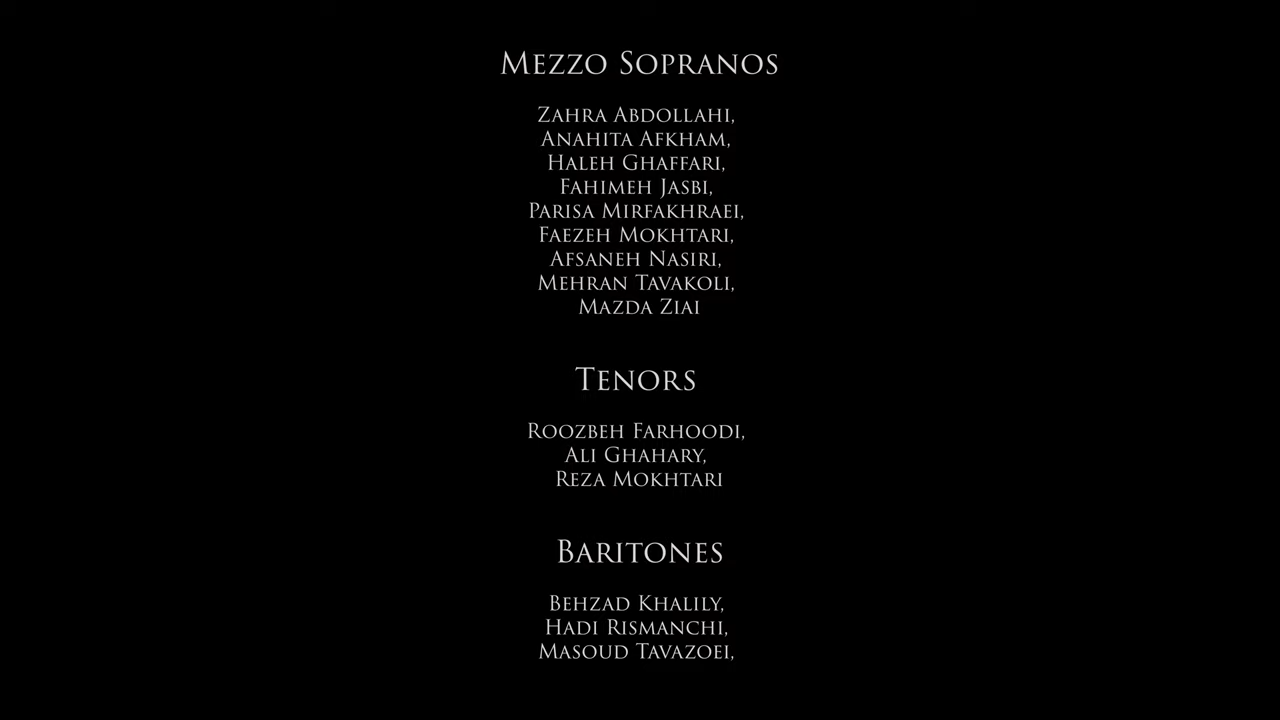 Mezzo Sopranos
Zahra Abdollahi,
Anahita Afkham,
Haleh Ghaffari,
Fahimeh Jasbi,
Parisa Mirfakhraei,
Faezeh Mokhtari,
Afsaneh Nasiri,
Mehran Tavakoli,
Mazda Ziai
Tenors
Roozbeh Farhoodi,
Ali Ghahary,
Reza Mokhtari
Baritones
Behzad Khalily,
Hadi Rismanchi,
Masoud Tavazoei,